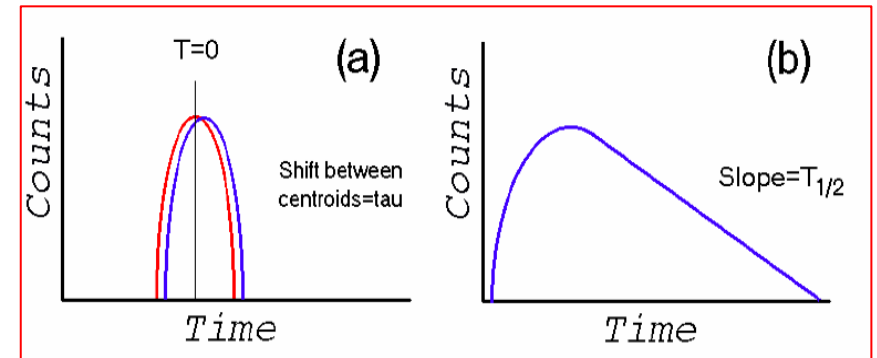 T=0
(a)
Counts
Shift between
centroids=tau
Time
(b)
Counts
Slope=T1/2
Time